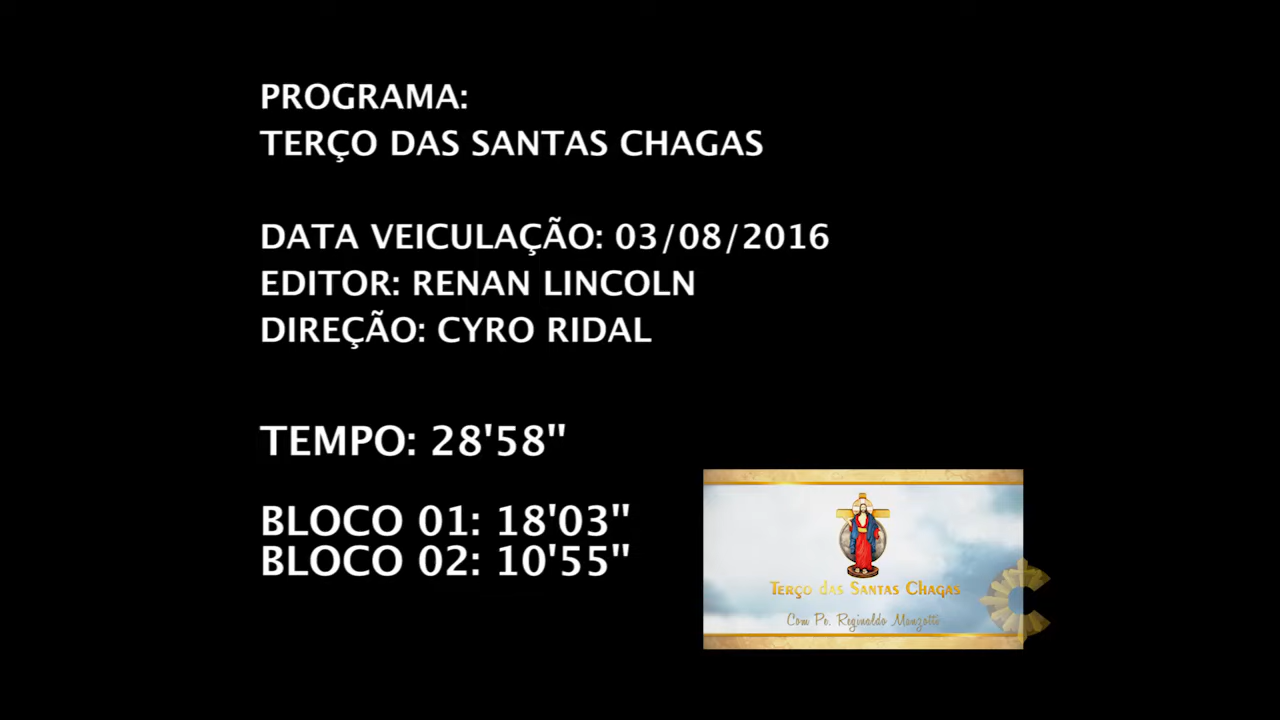 PROGRAMA:
TERÇO DAS SANTAS CHAGAS
DATA VEICULAÇÃO: 03/08/2016
EDITOR: RENAN LINCOLN
DIREÇÃO: CYRO RIDAL
TEMPO: 28'58"
BLOCO 01: 18'03"
BLOCO 02: 10'55"
TERÇO DAS SANTAS CHAGAS
Com Pe. Reginaldo Manzotti